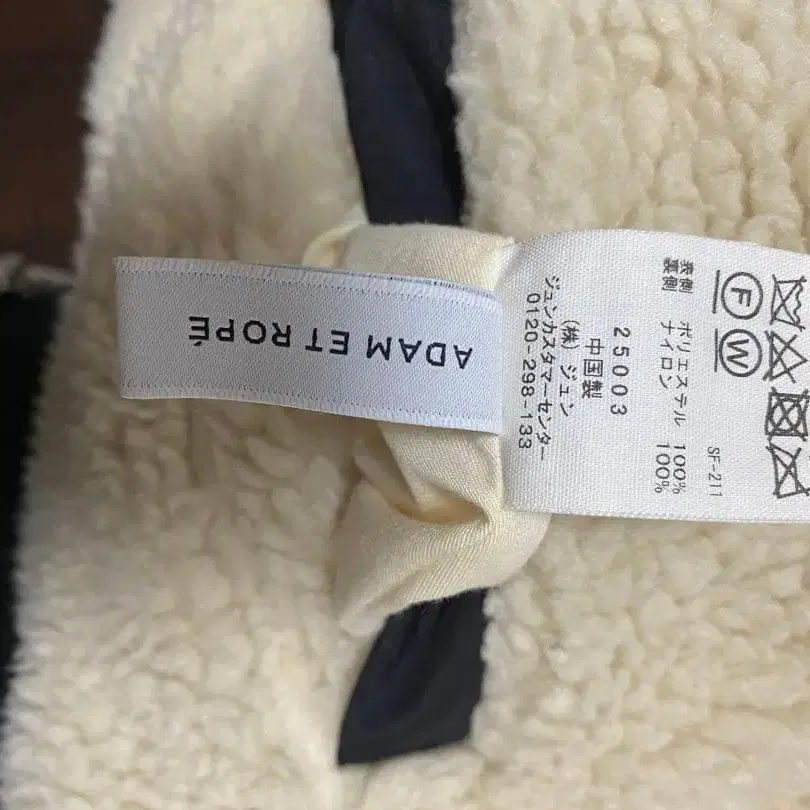 ADAM ET ROPÉ
SF-211
表側 ポリエステル 100%
裏側 ナイロン 100%
25003
中国製
(株)ジュン
ジュンカスタマーセンター
0120-298-133
F
W